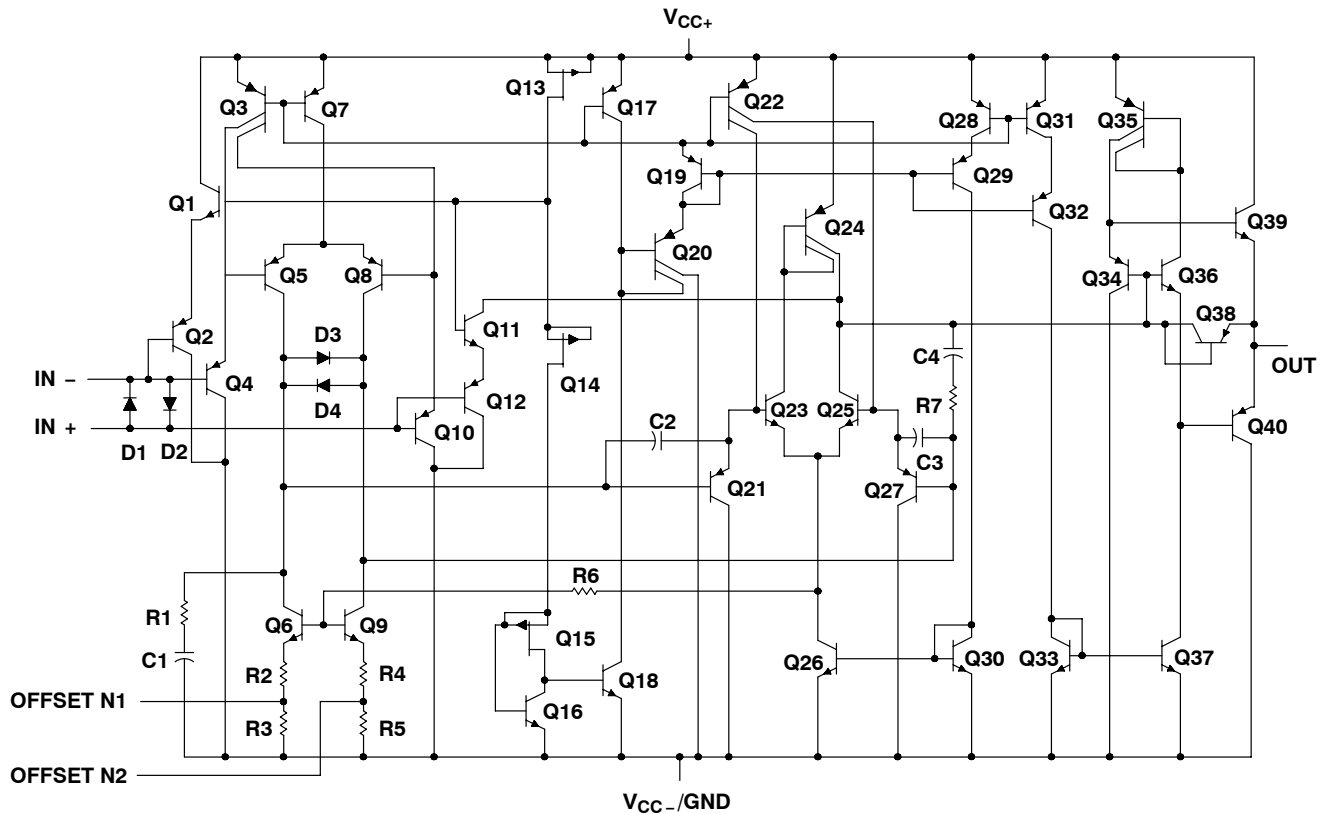 VCC+
Q3
Q7
Q13
Q17
Q22
Q28
Q31
Q35
Q1
Q19
Q29
Q32
Q39
Q5
Q8
Q20
Q24
Q34
Q36
Q2
D3
Q11
Q38
C4
OUT
IN −
Q4
Q14
D4
Q12
R7
IN +
Q10
Q23
Q25
Q40
D1
D2
C2
C3
Q21
Q27
R6
R1
Q6
Q9
Q15
C1
R2
R4
Q26
Q30
Q33
Q37
Q18
OFFSET N1
R3
R5
Q16
OFFSET N2
VCC−/GND